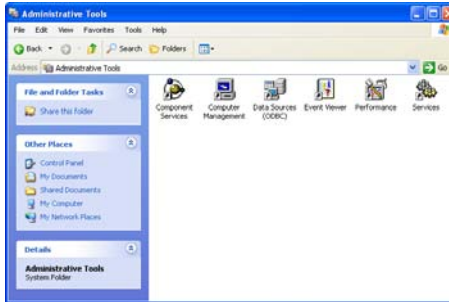 Administrative Tools
File Edit View Favorites Tools Help
Back Search Folders
Address Administrative Tools Go
File and Folder Tasks
Share this folder
Other Places
Control Panel
My Documents
Shared Documents
My Computer
My Network Places
Details
Administrative Tools
System Folder
Component Services
Computer Management
Data Sources (ODBC)
Event Viewer
Performance
Services